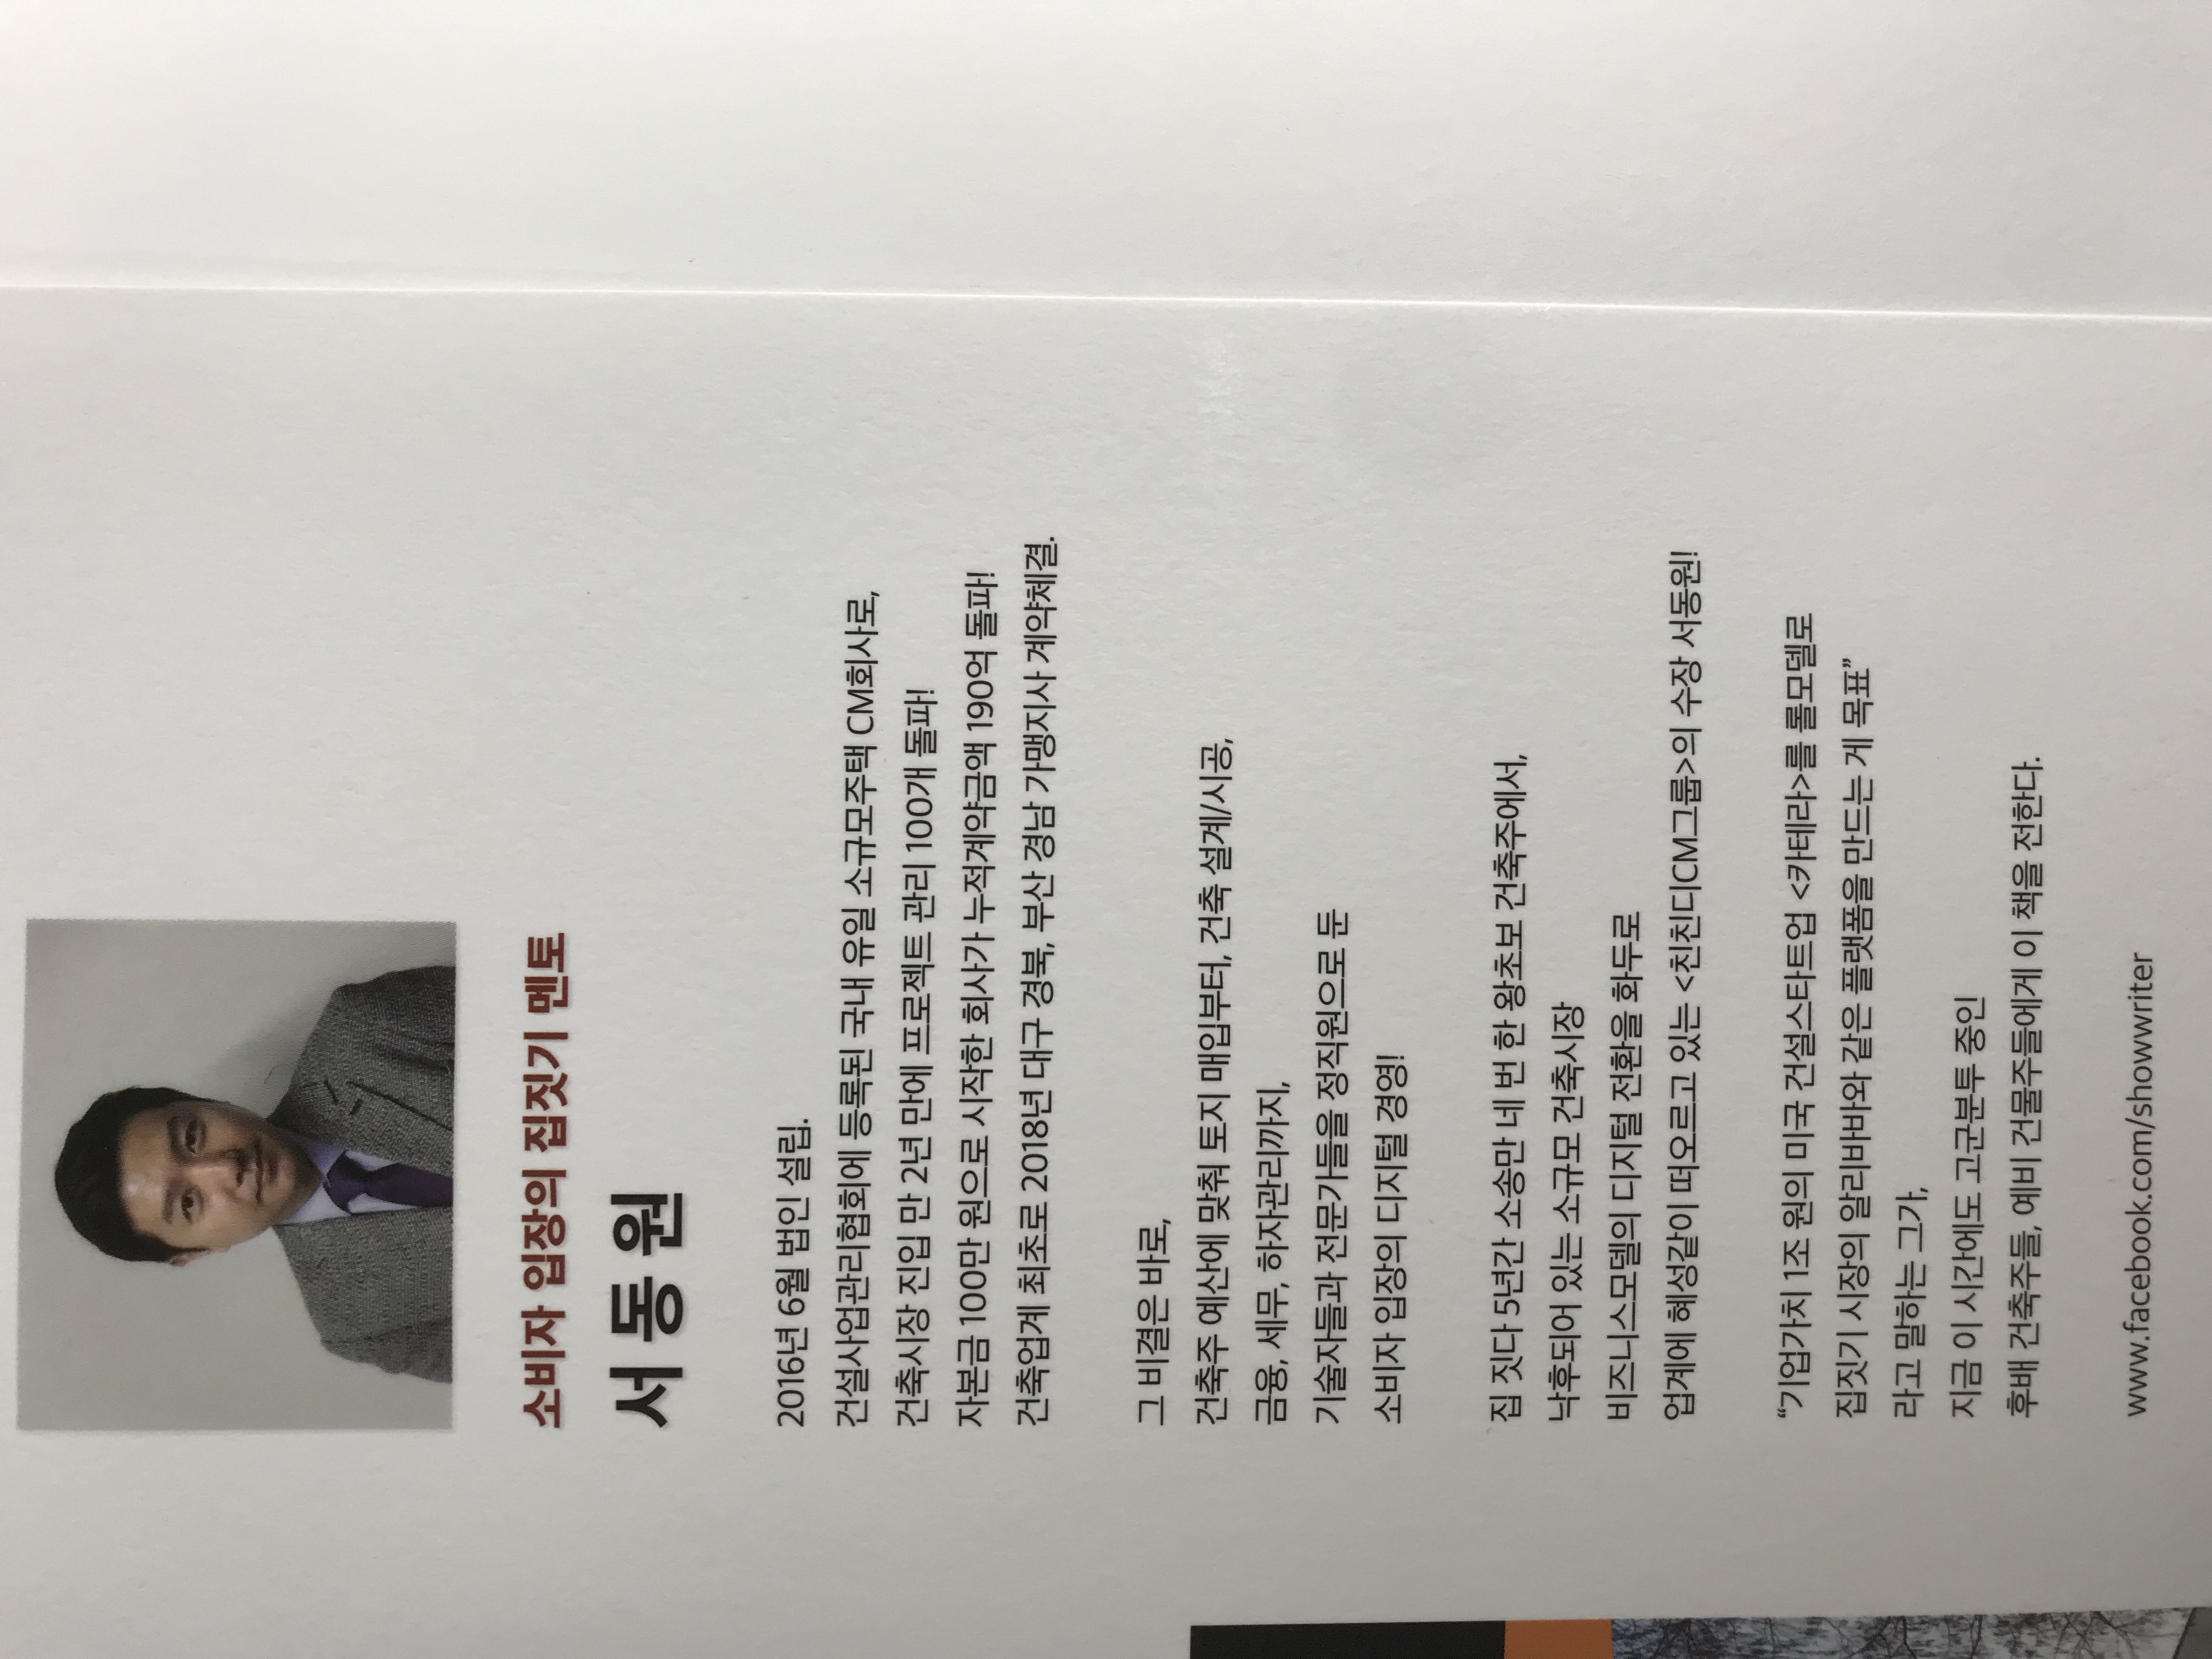 소비자 입장의 집짓기 멘토
서동원
2016년 6월 법인 설립.
건설사업관리협회에 등록된 국내 유일 소규모주택 CM회사로,
건축시장 진입 만 2년 만에 프로젝트 관리 100개 돌파!
자본금 100만 원으로 시작한 회사가 누적계약금액 190억 돌파!
건축업계 최초로 2018년 대구 경북, 부산 경남 가맹지사 계약체결.
그 비결은 바로,
건축주 예산에 맞춰 토지 매입부터, 건축 설계/시공,
금융, 세무, 하자관리까지,
기술자들과 전문가들을 정직원으로 둔
소비자 입장의 디지털 경영!
집 짓다 5년간 소송만 네 번 한 왕초보 건축주에서,
낙후되어 있는 소규모 건축시장
비즈니스모델의 디지털 전환을 화두로
업계에 혜성같이 떠오르고 있는 <친친디CM그룹>의 수장 서동원!
“기업가치 1조 원의 미국 건설스타트업 <카테라>를 롤모델로
집짓기 시장의 알리바바와 같은 플랫폼을 만드는 게 목표”
라고 말하는 그가,
지금 이 시간에도 고군분투 중인
후배 건축주들, 예비 건물주들에게 이 책을 전한다.
www.facebook.com/showwriter